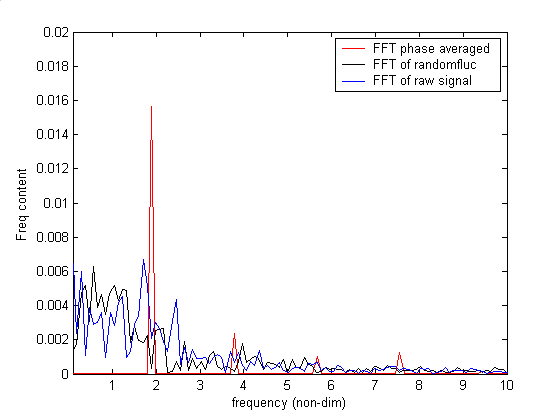 0.02
0.018
0.016
0.014
0.012
0.01
0.008
0.006
0.004
0.002
0
Freq content
FFT phase averaged
FFT of randomfluc
FFT of raw signal
1 2 3 4 5 6 7 8 9 10
frequency (non-dim)